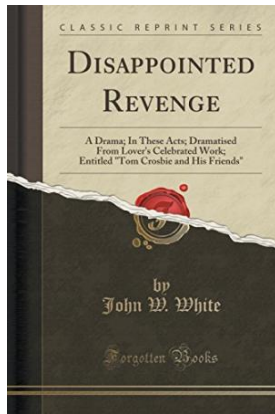 CLASSIC REPRINT SERIES
DISAPPOINTED
REVENGE
A Drama; In These Acts; Dramatised
From Lover's Celebrated Work;
Entitled "Tom Crosbie and His Friends"
by
John W. White
Forgotten Books